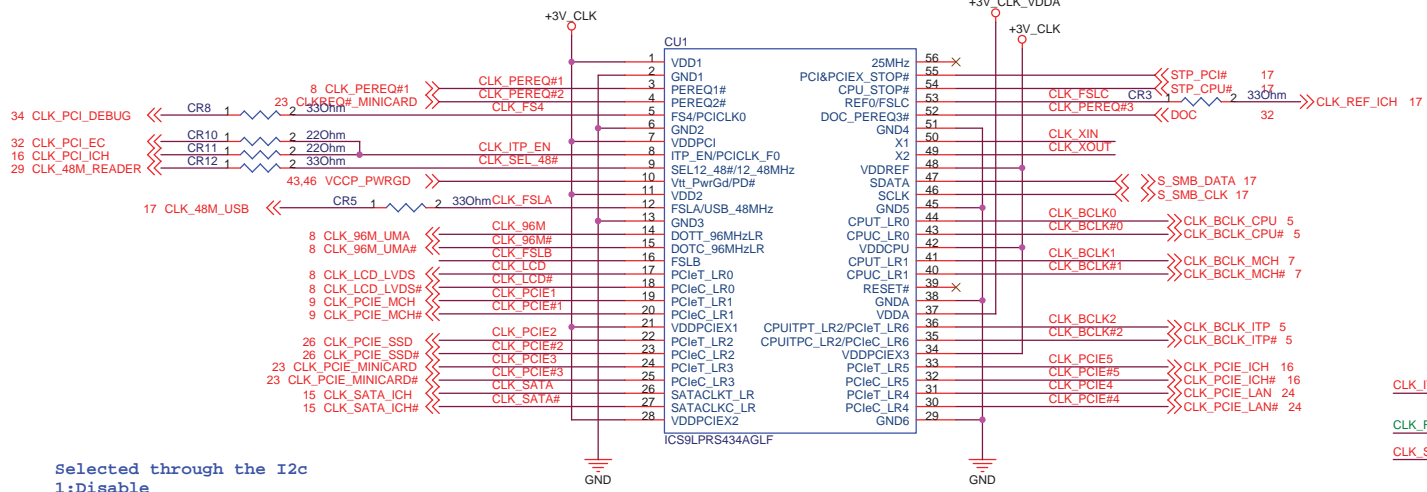 +3V_CLK
+3V_CLK_VDDA
+3V_CLK
CU1
1 VDD1
2 GND1
8 CLK_PEREQ#1 CLK_PEREQ#1 3 PEREQ1#
23 CLKREQ#_MINICARD CLK_PEREQ#2 4 PEREQ2#
34 CLK_PCI_DEBUG CR8 1 2 33Ohm CLK_FS4 5 FS4/PCICLK0
6 GND2
7 VDDPCI
32 CLK_PCI_EC CR10 1 2 22Ohm
16 CLK_PCI_ICH CR11 1 2 22Ohm CLK_ITP_EN 8 ITP_EN/PCICLK_F0
29 CLK_48M_READER CR12 1 2 33Ohm CLK_SEL_48# 9 SEL12_48#/12_48MHz
43,46 VCCP_PWRGD 10 Vtt_PwrGd/PD#
11 VDD2
17 CLK_48M_USB CR5 1 2 33Ohm CLK_FSLA 12 FSLA/USB_48MHz
13 GND3
8 CLK_96M_UMA CLK_96M 14 DOTT_96MHzLR
8 CLK_96M_UMA# CLK_96M# 15 DOTC_96MHzLR
CLK_FSLB 16 FSLB
8 CLK_LCD_LVDS CLK_LCD 17 PCIeT_LR0
8 CLK_LCD_LVDS# CLK_LCD# 18 PCIeC_LR0
9 CLK_PCIE_MCH CLK_PCIE1 19 PCIeT_LR1
9 CLK_PCIE_MCH# CLK_PCIE#1 20 PCIeC_LR1
21 VDDPCIEX1
26 CLK_PCIE_SSD CLK_PCIE2 22 PCIeT_LR2
26 CLK_PCIE_SSD# CLK_PCIE#2 23 PCIeC_LR2
23 CLK_PCIE_MINICARD CLK_PCIE3 24 PCIeT_LR3
23 CLK_PCIE_MINICARD# CLK_PCIE#3 25 PCIeC_LR3
15 CLK_SATA_ICH CLK_SATA 26 SATACLKT_LR
15 CLK_SATA_ICH# CLK_SATA# 27 SATACLKC_LR
28 VDDPCIEX2
25MHz 56
PCI&PCIEX_STOP# 55 STP_PCI# 17
CPU_STOP# 54 STP_CPU# 17
REF0/FSLC 53 CLK_FSLC CR3 1 2 33Ohm CLK_REF_ICH 17
DOC_PEREQ3# 52 CLK_PEREQ#3 DOC 32
GND4 51
X1 50 CLK_XIN
X2 49 CLK_XOUT
VDDREF 48
SDATA 47 S_SMB_DATA 17
SCLK 46 S_SMB_CLK 17
GND5 45
CPUT_LR0 44 CLK_BCLK0 CLK_BCLK_CPU 5
CPUC_LR0 43 CLK_BCLK#0 CLK_BCLK_CPU# 5
VDDCPU 42
CPUT_LR1 41 CLK_BCLK1 CLK_BCLK_MCH 7
CPUC_LR1 40 CLK_BCLK#1 CLK_BCLK_MCH# 7
RESET# 39
GNDA 38
VDDA 37
CPUITPT_LR2/PCIeT_LR6 36 CLK_BCLK2 CLK_BCLK_ITP 5
CPUITPC_LR2/PCIeC_LR6 35 CLK_BCLK#2 CLK_BCLK_ITP# 5
VDDPCIEX3 34
PCIeT_LR5 33 CLK_PCIE5 CLK_PCIE_ICH 16
PCIeC_LR5 32 CLK_PCIE#5 CLK_PCIE_ICH# 16
PCIeT_LR4 31 CLK_PCIE4 CLK_PCIE_LAN 24
PCIeC_LR4 30 CLK_PCIE#4 CLK_PCIE_LAN# 24
GND6 29
ICS9LPRS434AGLF
GND
GND
Selected through the I2c
1:Disable